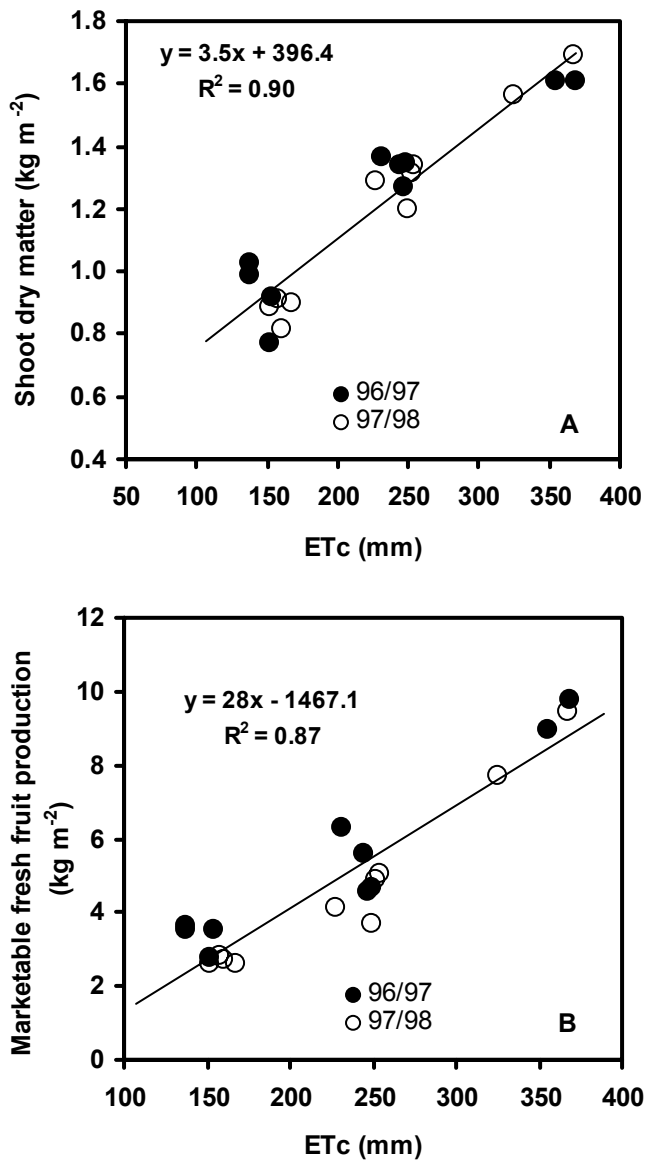 1.8
1.6
1.4
1.2
1.0
0.8
0.6
0.4
Shoot dry matter (kg m⁻²)
y = 3.5x + 396.4
R² = 0.90
96/97
97/98
A
50 100 150 200 250 300 350 400
ETc (mm)
12
10
8
6
4
2
0
Marketable fresh fruit production
(kg m⁻²)
y = 28x - 1467.1
R² = 0.87
96/97
97/98
B
100 150 200 250 300 350 400
ETc (mm)